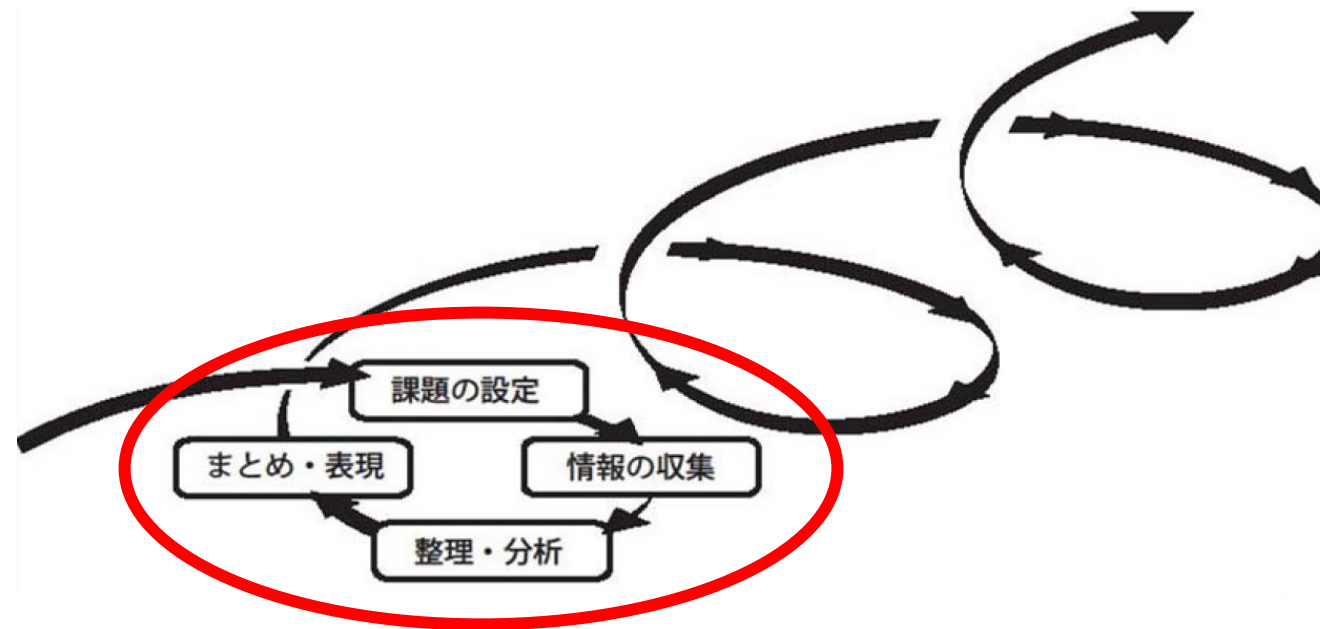 課題の設定
まとめ・表現
情報の収集
整理・分析